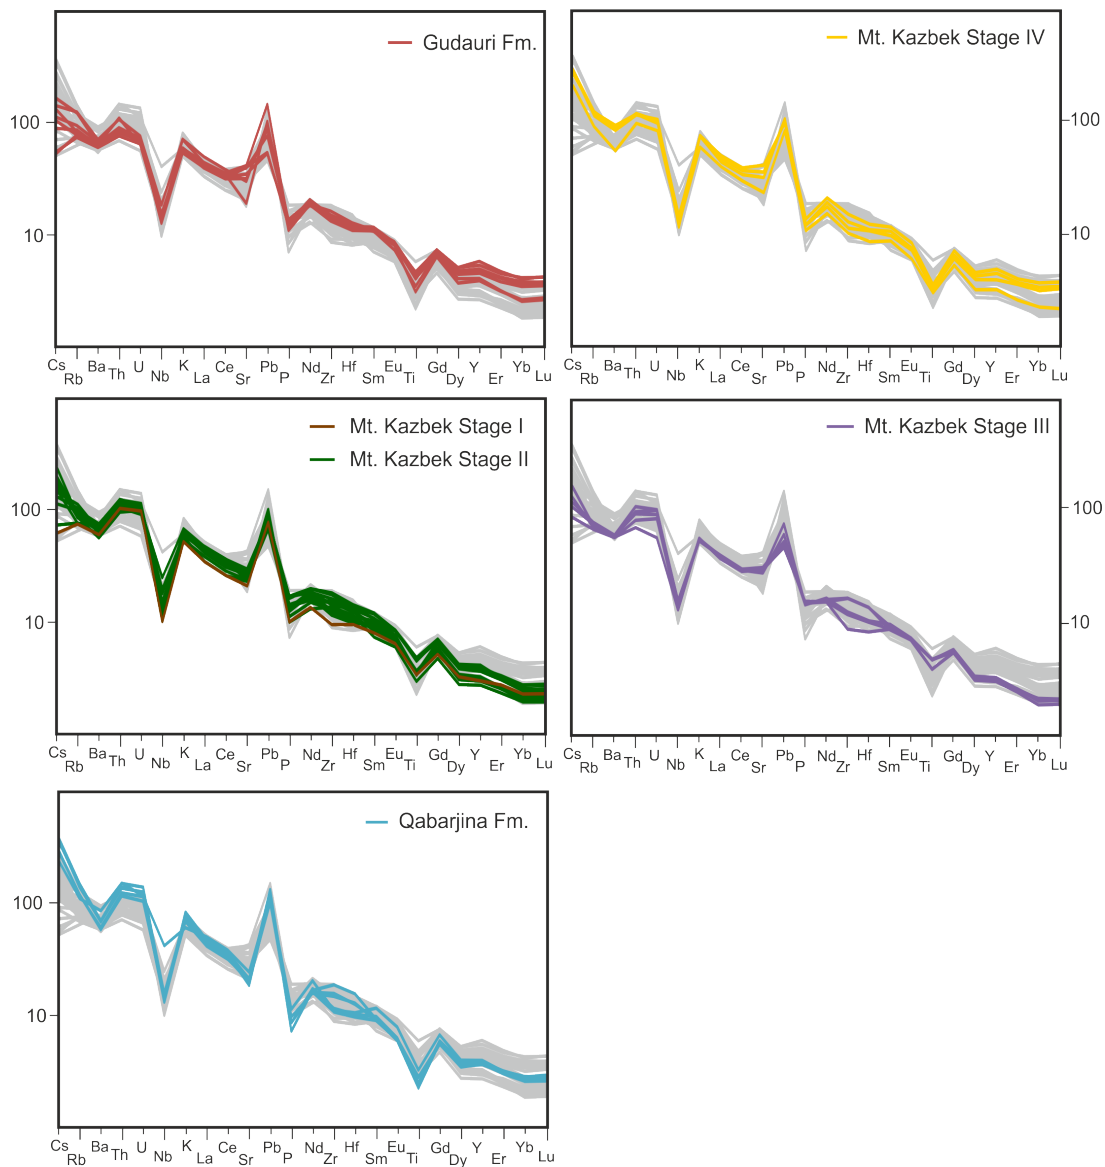 Gudauri Fm.
100
10
Cs Rb Ba Th U Nb K La Ce Sr Pb P Nd Zr Hf Sm Eu Ti Gd Dy Y Er Yb Lu
Mt. Kazbek Stage IV
100
10
Cs Rb Ba Th U Nb K La Ce Sr Pb P Nd Zr Hf Sm Eu Ti Gd Dy Y Er Yb Lu
Mt. Kazbek Stage I
Mt. Kazbek Stage II
100
10
Cs Rb Ba Th U Nb K La Ce Sr Pb P Nd Zr Hf Sm Eu Ti Gd Dy Y Er Yb Lu
Mt. Kazbek Stage III
100
10
Cs Rb Ba Th U Nb K La Ce Sr Pb P Nd Zr Hf Sm Eu Ti Gd Dy Y Er Yb Lu
Qabarjina Fm.
100
10
Cs Rb Ba Th U Nb K La Ce Sr Pb P Nd Zr Hf Sm Eu Ti Gd Dy Y Er Yb Lu